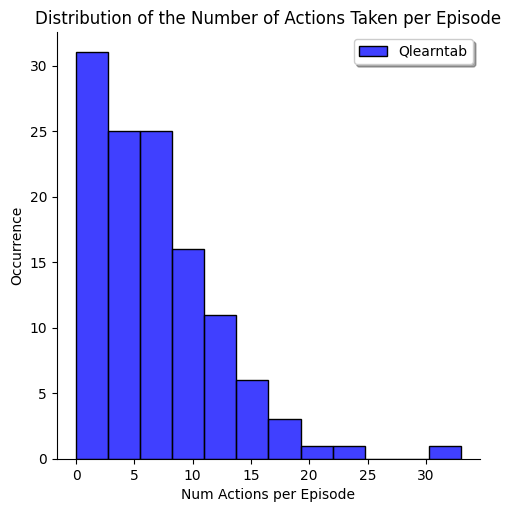 Distribution of the Number of Actions Taken per Episode
Qlearntab
30
25
20
15
10
5
0
Occurrence
0 5 10 15 20 25 30
Num Actions per Episode